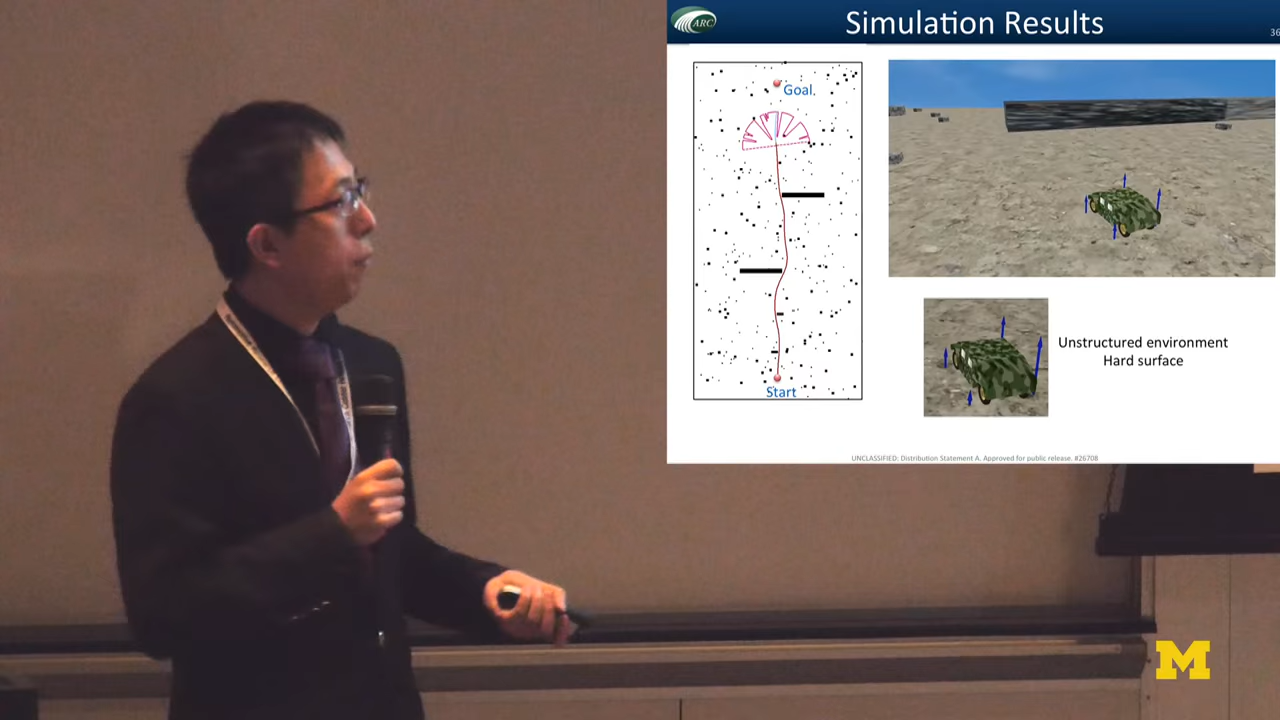 ARC
Simulation Results
36
Goal
Start
Unstructured environment
Hard surface
UNCLASSIFIED: Distribution Statement A. Approved for public release. #26708
M